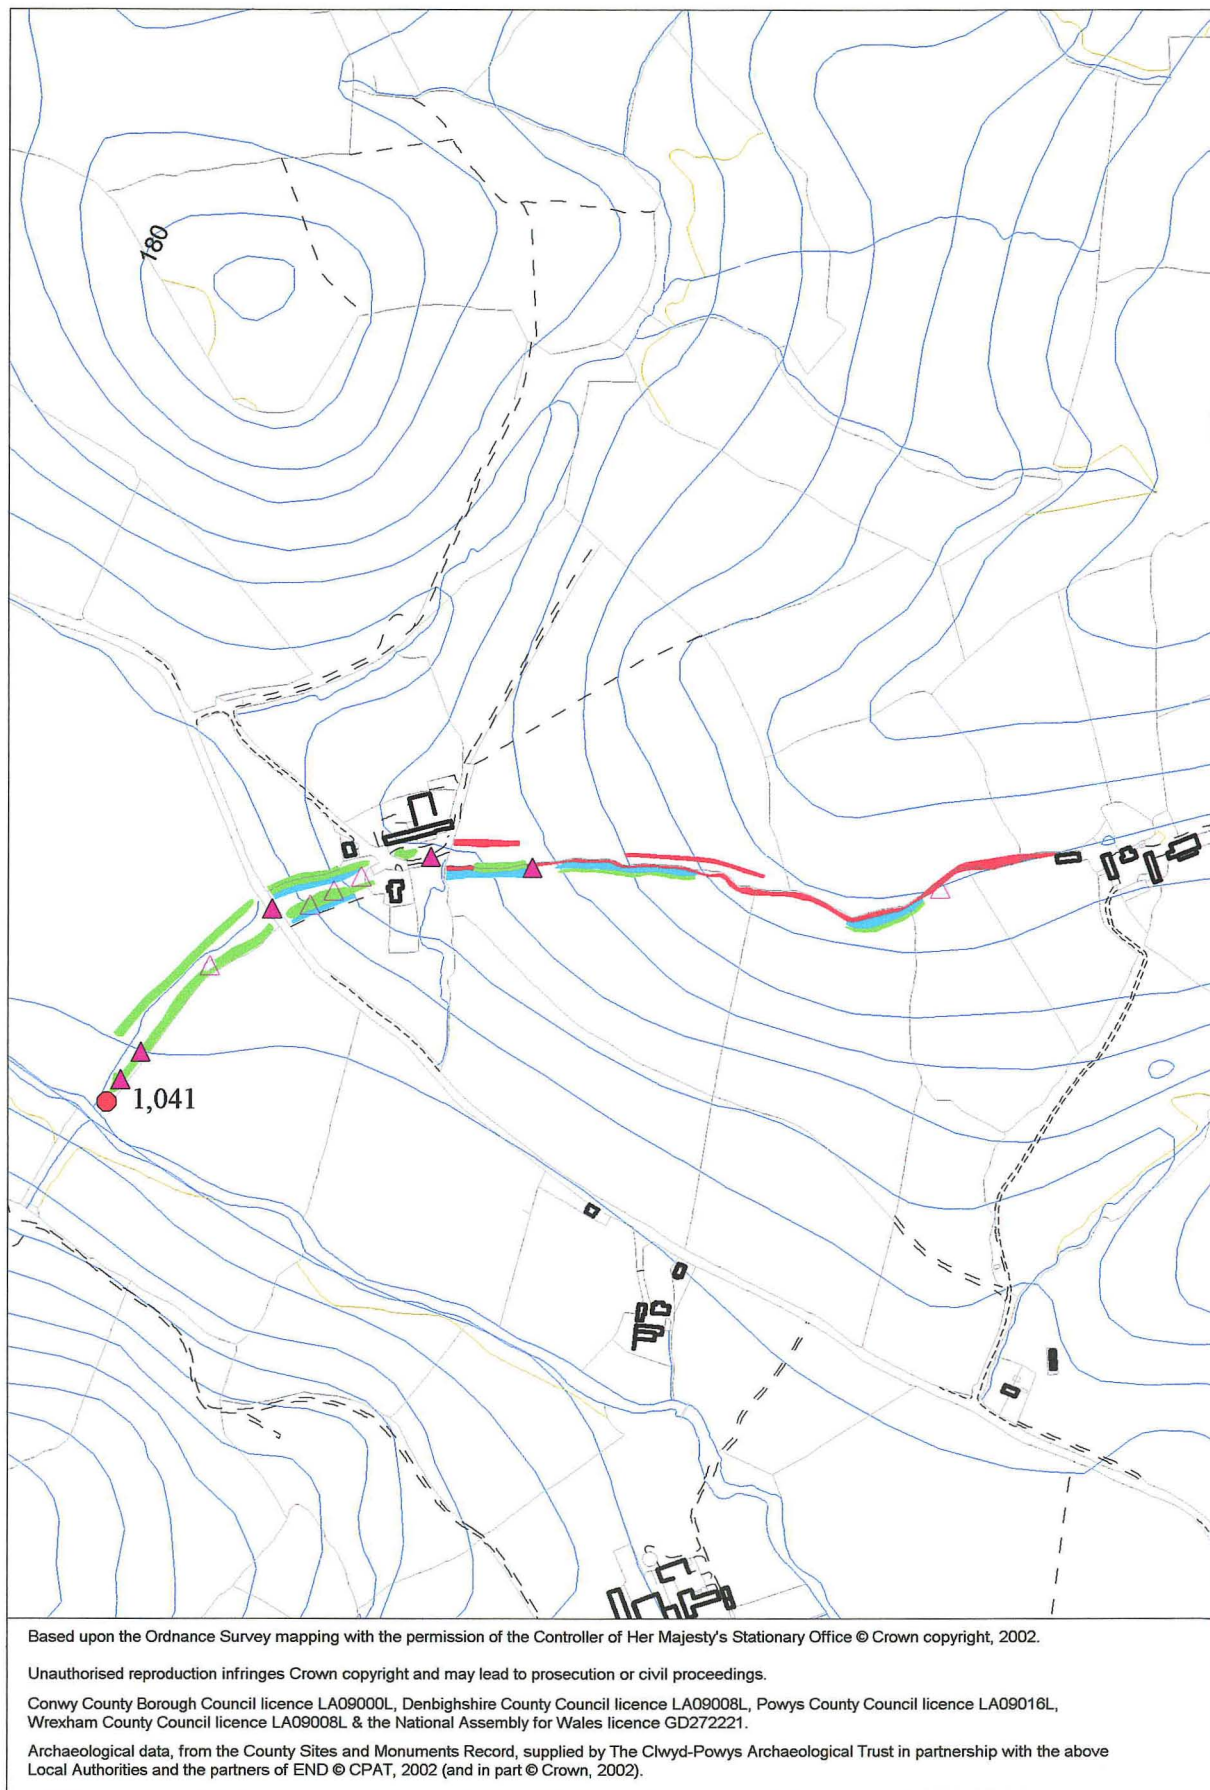 180
1,041
Based upon the Ordnance Survey mapping with the permission of the Controller of Her Majesty's Stationary Office © Crown copyright, 2002.
Unauthorised reproduction infringes Crown copyright and may lead to prosecution or civil proceedings.
Conwy County Borough Council licence LA09000L, Denbighshire County Council licence LA09008L, Powys County Council licence LA09016L,
Wrexham County Council licence LA09008L & the National Assembly for Wales licence GD272221.
Archaeological data, from the County Sites and Monuments Record, supplied by The Clwyd-Powys Archaeological Trust in partnership with the above
Local Authorities and the partners of END © CPAT, 2002 (and in part © Crown, 2002).